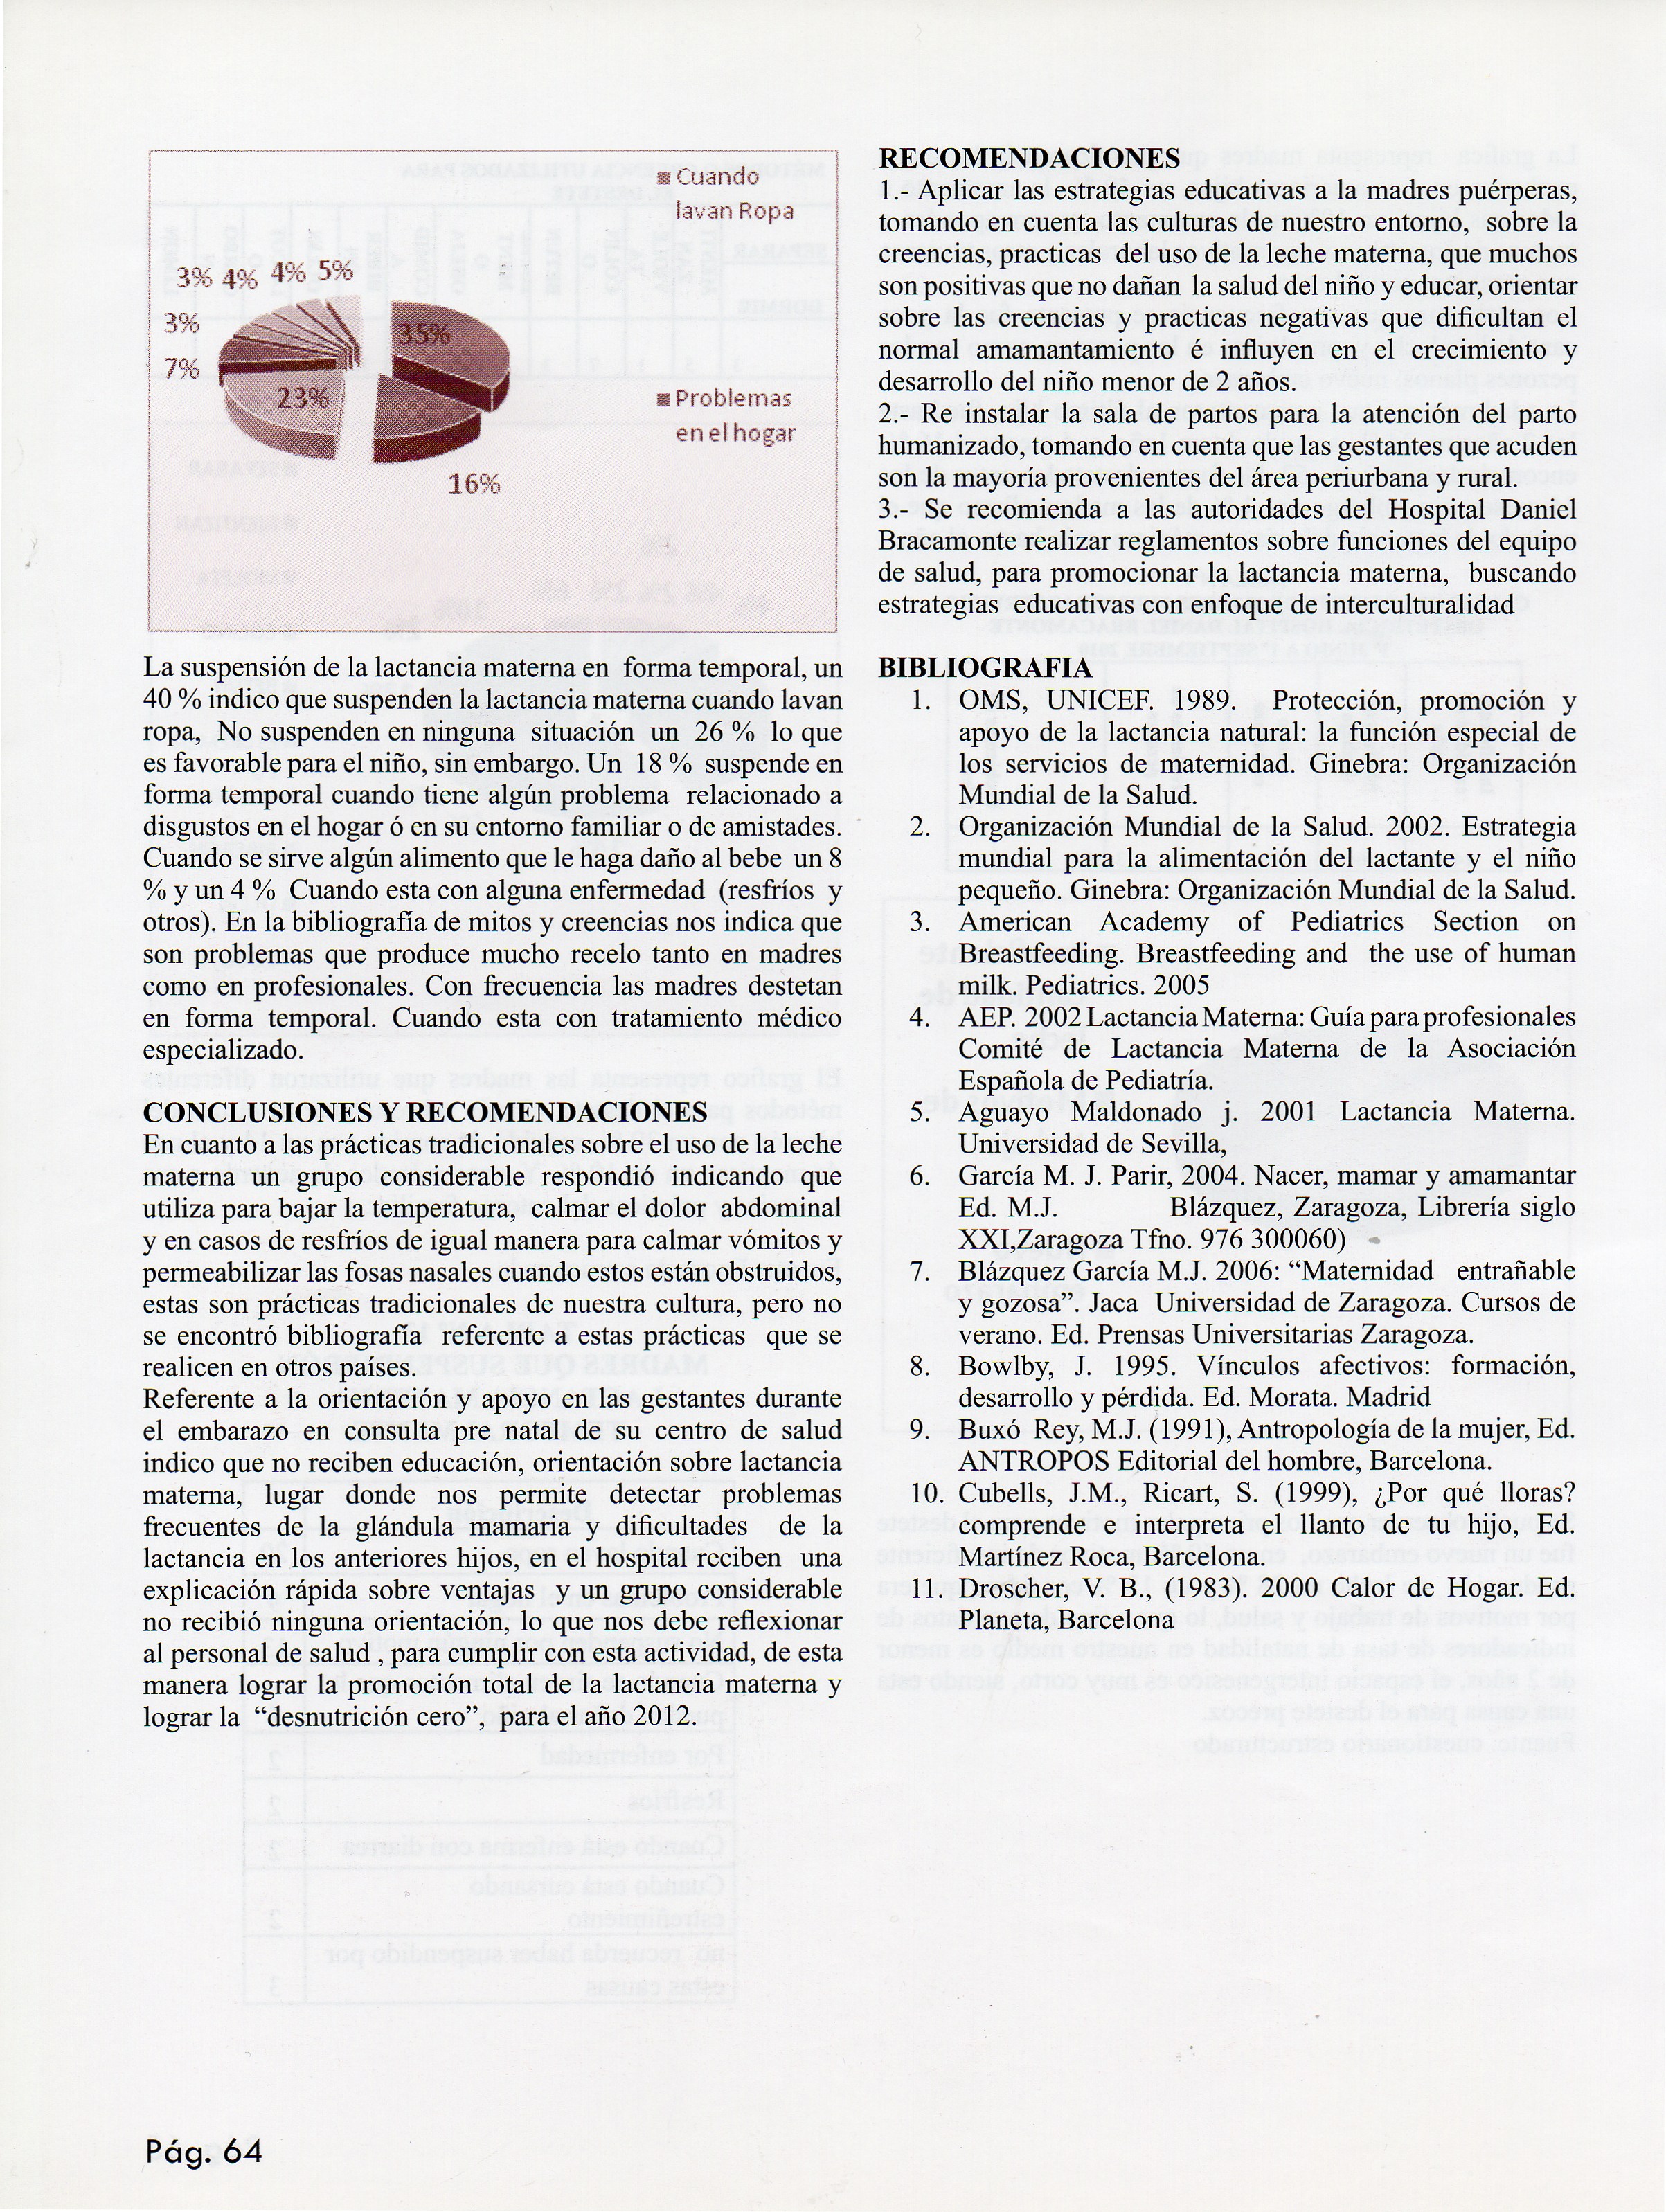 Cuando
lavan Ropa
3% 4% 4% 5%
3%
7%
35%
23%
16%
Problemas
en el hogar
La suspensión de la lactancia materna en forma temporal, un
40 % indico que suspenden la lactancia materna cuando lavan
ropa, No suspenden en ninguna situación un 26 % lo que
es favorable para el niño, sin embargo. Un 18 % suspende en
forma temporal cuando tiene algún problema relacionado a
disgustos en el hogar ó en su entorno familiar o de amistades.
Cuando se sirve algún alimento que le haga daño al bebe un 8
% y un 4 % Cuando esta con alguna enfermedad (resfríos y
otros). En la bibliografía de mitos y creencias nos indica que
son problemas que produce mucho recelo tanto en madres
como en profesionales. Con frecuencia las madres destetan
en forma temporal. Cuando esta con tratamiento médico
especializado.
CONCLUSIONES Y RECOMENDACIONES
En cuanto a las prácticas tradicionales sobre el uso de la leche
materna un grupo considerable respondió indicando que
utiliza para bajar la temperatura, calmar el dolor abdominal
y en casos de resfríos de igual manera para calmar vómitos y
permeabilizar las fosas nasales cuando estos están obstruidos,
estas son prácticas tradicionales de nuestra cultura, pero no
se encontró bibliografía referente a estas prácticas que se
realicen en otros países.
Referente a la orientación y apoyo en las gestantes durante
el embarazo en consulta pre natal de su centro de salud
indico que no reciben educación, orientación sobre lactancia
materna, lugar donde nos permite detectar problemas
frecuentes de la glándula mamaria y dificultades de la
lactancia en los anteriores hijos, en el hospital reciben una
explicación rápida sobre ventajas y un grupo considerable
no recibió ninguna orientación, lo que nos debe reflexionar
al personal de salud , para cumplir con esta actividad, de esta
manera lograr la promoción total de la lactancia materna y
lograr la “desnutrición cero”, para el año 2012.
RECOMENDACIONES
1.- Aplicar las estrategias educativas a la madres puérperas,
tomando en cuenta las culturas de nuestro entorno, sobre la
creencias, practicas del uso de la leche materna, que muchos
son positivas que no dañan la salud del niño y educar, orientar
sobre las creencias y practicas negativas que dificultan el
normal amamantamiento é influyen en el crecimiento y
desarrollo del niño menor de 2 años.
2.- Re instalar la sala de partos para la atención del parto
humanizado, tomando en cuenta que las gestantes que acuden
son la mayoría provenientes del área periurbana y rural.
3.- Se recomienda a las autoridades del Hospital Daniel
Bracamonte realizar reglamentos sobre funciones del equipo
de salud, para promocionar la lactancia materna, buscando
estrategias educativas con enfoque de interculturalidad
BIBLIOGRAFIA
1. OMS, UNICEF. 1989. Protección, promoción y
apoyo de la lactancia natural: la función especial de
los servicios de maternidad. Ginebra: Organización
Mundial de la Salud.
2. Organización Mundial de la Salud. 2002. Estrategia
mundial para la alimentación del lactante y el niño
pequeño. Ginebra: Organización Mundial de la Salud.
3. American Academy of Pediatrics Section on
Breastfeeding. Breastfeeding and the use of human
milk. Pediatrics. 2005
4. AEP. 2002 Lactancia Materna: Guía para profesionales
Comité de Lactancia Materna de la Asociación
Española de Pediatría.
5. Aguayo Maldonado j. 2001 Lactancia Materna.
Universidad de Sevilla,
6. García M. J. Parir, 2004. Nacer, mamar y amamantar
Ed. M.J. Blázquez, Zaragoza, Librería siglo
XXI,Zaragoza Tfno. 976 300060)
7. Blázquez García M.J. 2006: “Maternidad entrañable
y gozosa”. Jaca Universidad de Zaragoza. Cursos de
verano. Ed. Prensas Universitarias Zaragoza.
8. Bowlby, J. 1995. Vínculos afectivos: formación,
desarrollo y pérdida. Ed. Morata. Madrid
9. Buxó Rey, M.J. (1991), Antropología de la mujer, Ed.
ANTROPOS Editorial del hombre, Barcelona.
10. Cubells, J.M., Ricart, S. (1999), ¿Por qué lloras?
comprende e interpreta el llanto de tu hijo, Ed.
Martínez Roca, Barcelona.
11. Droscher, V. B., (1983). 2000 Calor de Hogar. Ed.
Planeta, Barcelona
Pág. 64